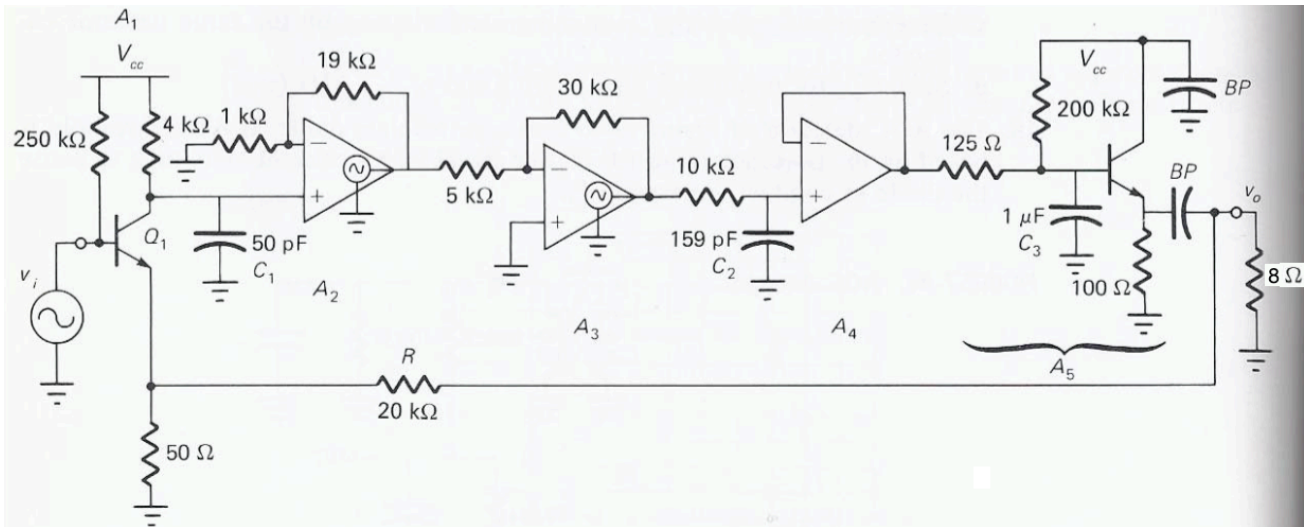 A1
Vcc
250 kΩ
4 kΩ
1 kΩ
19 kΩ
Q1
vi
50 pF
C1
A2
5 kΩ
30 kΩ
A3
10 kΩ
159 pF
C2
A4
125 Ω
Vcc
200 kΩ
BP
BP
vo
1 μF
C3
100 Ω
8 Ω
A5
R
20 kΩ
50 Ω
− + − + − +